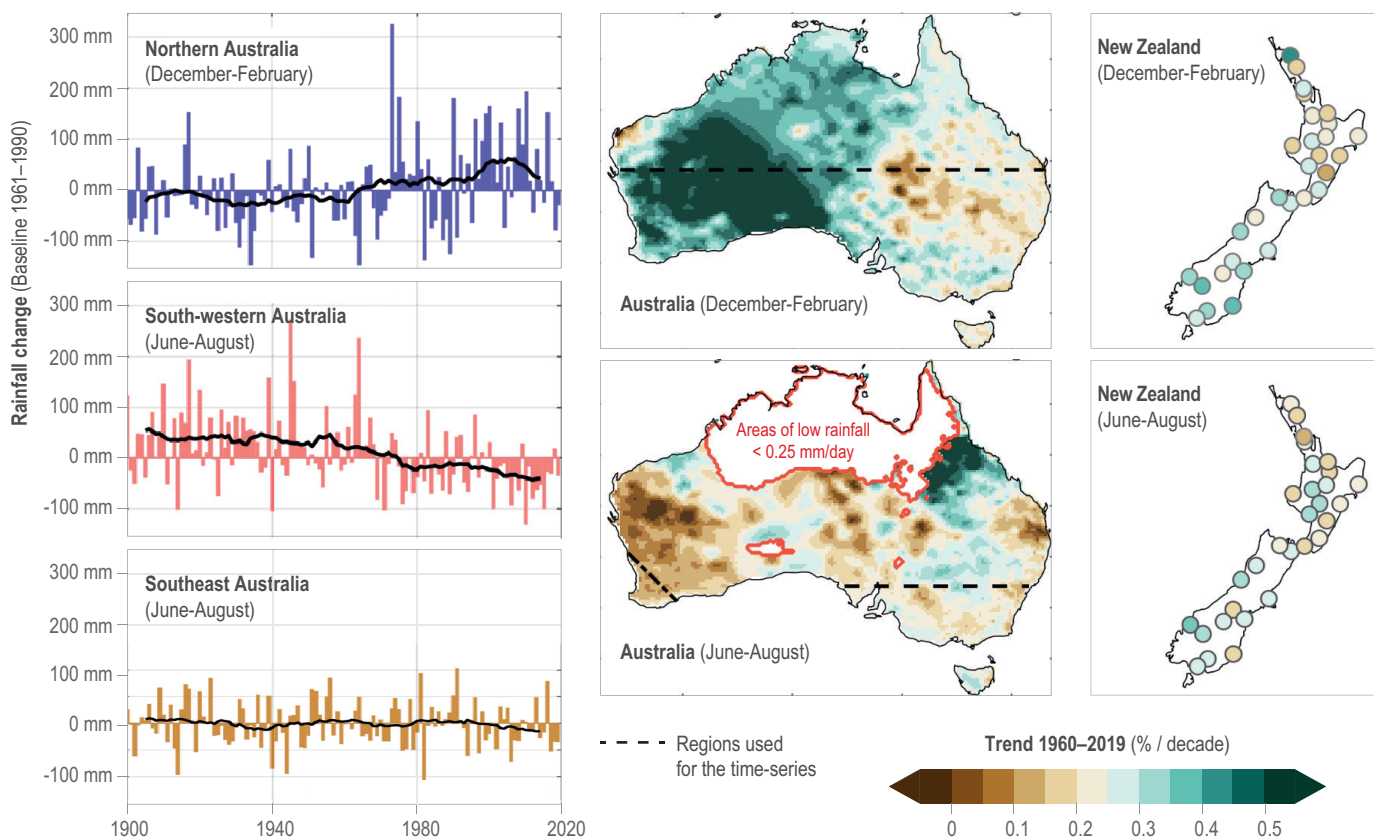 Rainfall change (Baseline 1961–1990)
300 mm
200 mm
100 mm
0 mm
-100 mm
Northern Australia
(December-February)
300 mm
200 mm
100 mm
0 mm
-100 mm
South-western Australia
(June-August)
300 mm
200 mm
100 mm
0 mm
-100 mm
Southeast Australia
(June-August)
1900 1940 1980 2020
Australia (December-February)
New Zealand
(December-February)
Areas of low rainfall
< 0.25 mm/day
Australia (June-August)
New Zealand
(June-August)
Regions used
for the time-series
Trend 1960–2019 (% / decade)
0 0.1 0.2 0.3 0.4 0.5